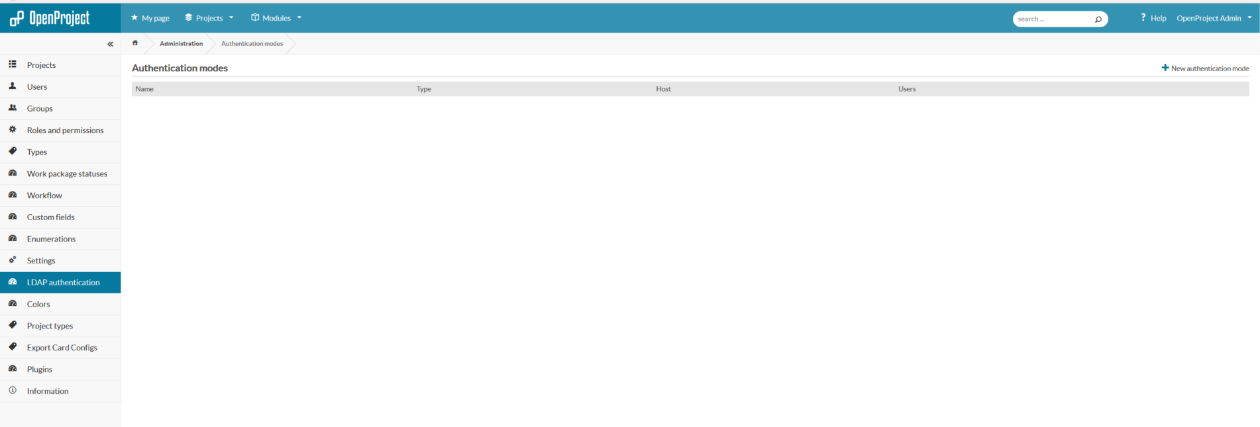 OpenProject
My page Projects Modules
search ...
? Help OpenProject Admin
«
Administration Authentication modes
Projects
Users
Groups
Roles and permissions
Types
Work package statuses
Workflow
Custom fields
Enumerations
Settings
LDAP authentication
Colors
Project types
Export Card Configs
Plugins
Information
Authentication modes
+ New authentication mode
Name Type Host Users